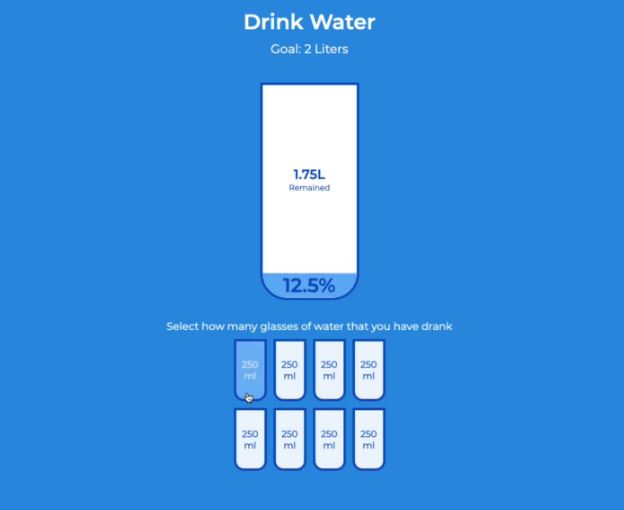 Drink Water
Goal: 2 Liters
1.75L
Remained
12.5%
Select how many glasses of water that you have drank
250 ml
250 ml
250 ml
250 ml
250 ml
250 ml
250 ml
250 ml